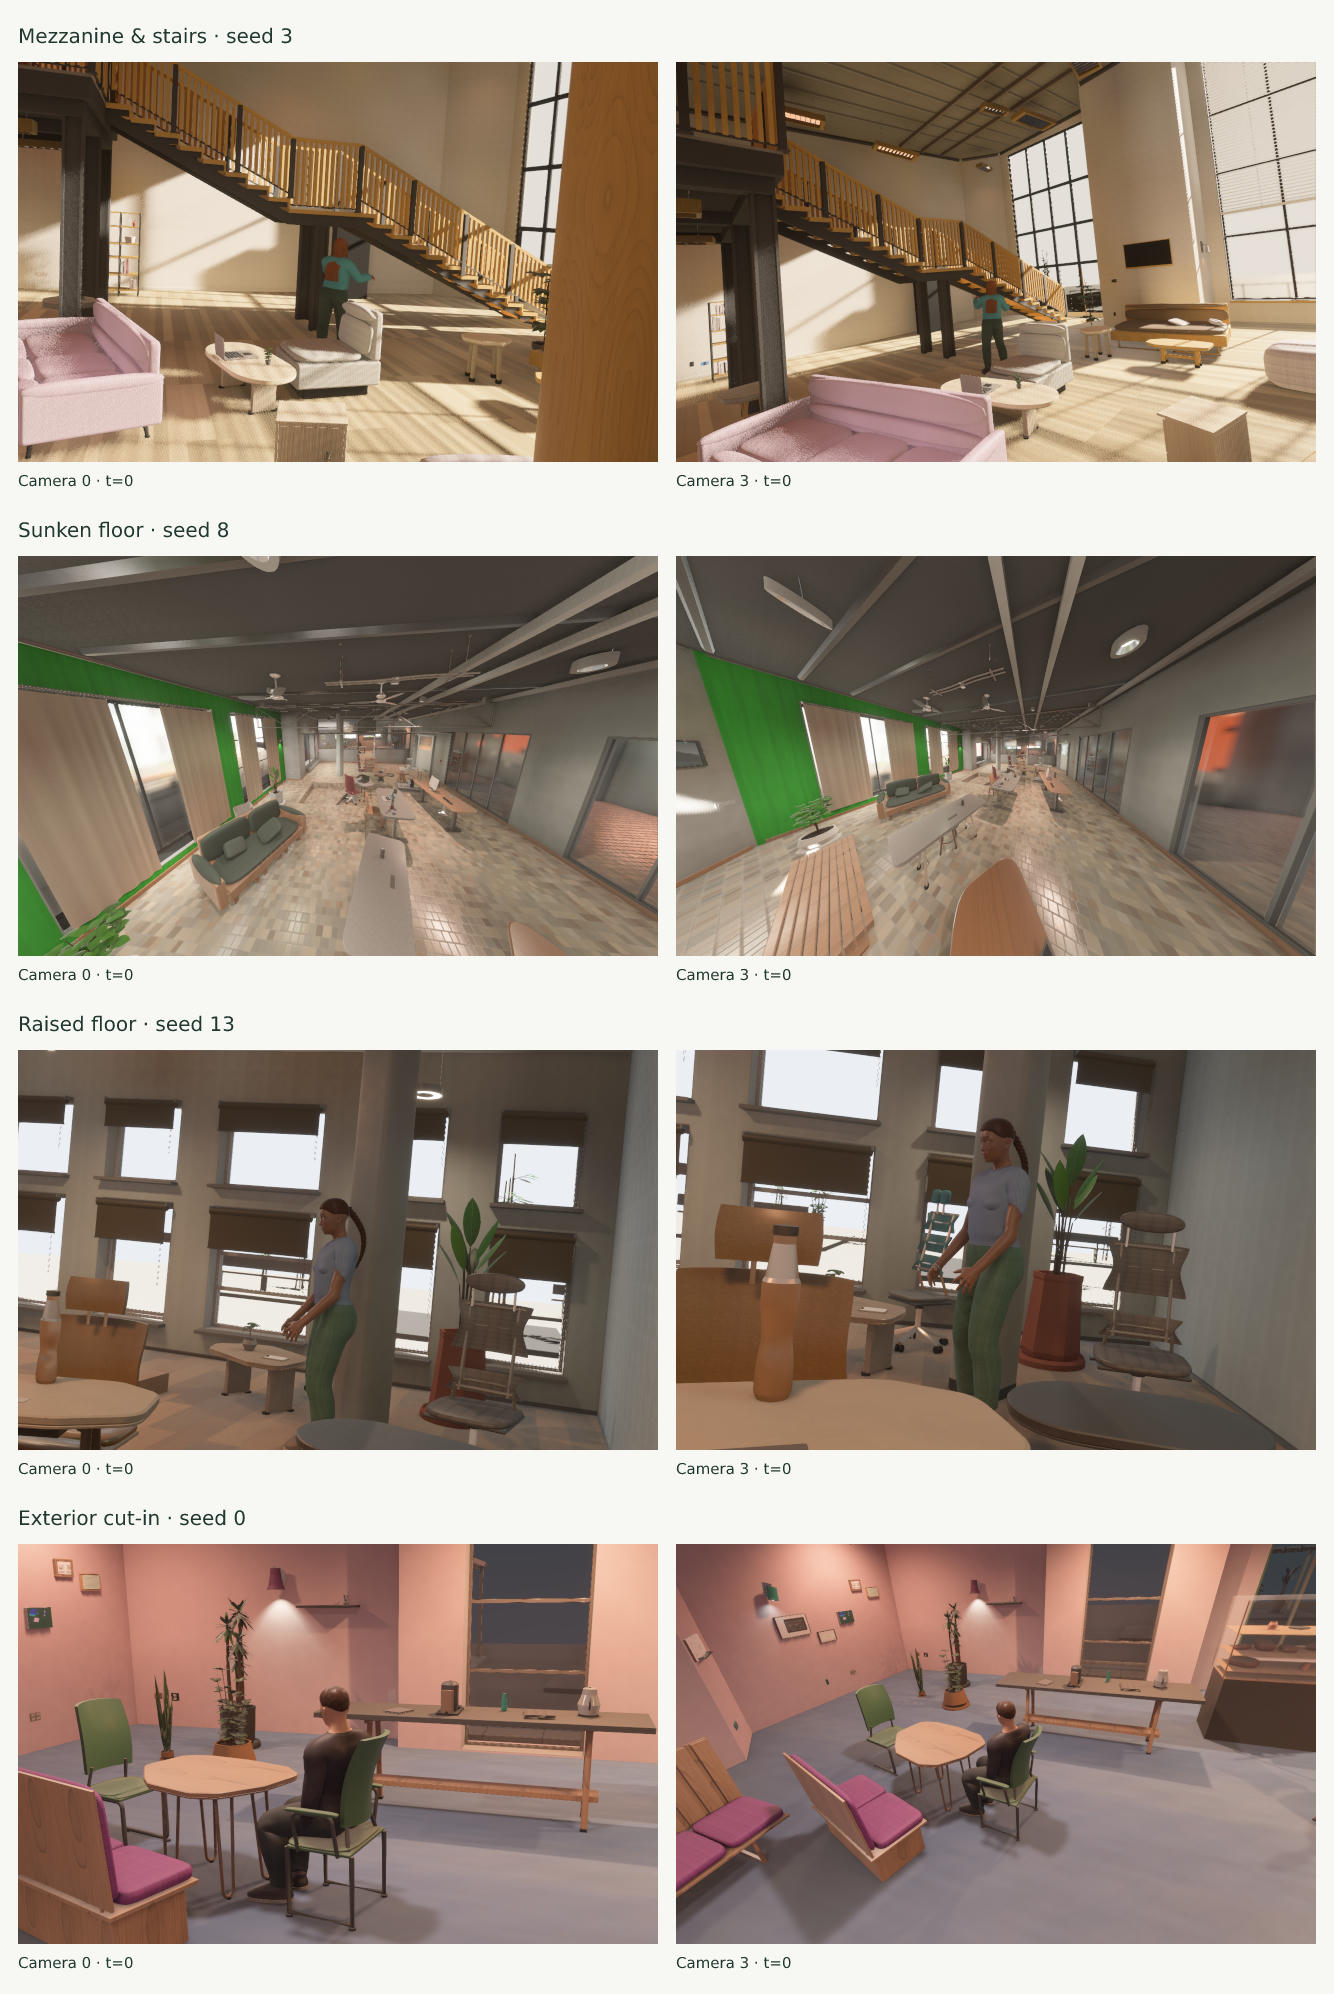 Mezzanine & stairs · seed 3
Camera 0 · t=0
Camera 3 · t=0
Sunken floor · seed 8
Camera 0 · t=0
Camera 3 · t=0
Raised floor · seed 13
Camera 0 · t=0
Camera 3 · t=0
Exterior cut-in · seed 0
Camera 0 · t=0
Camera 3 · t=0